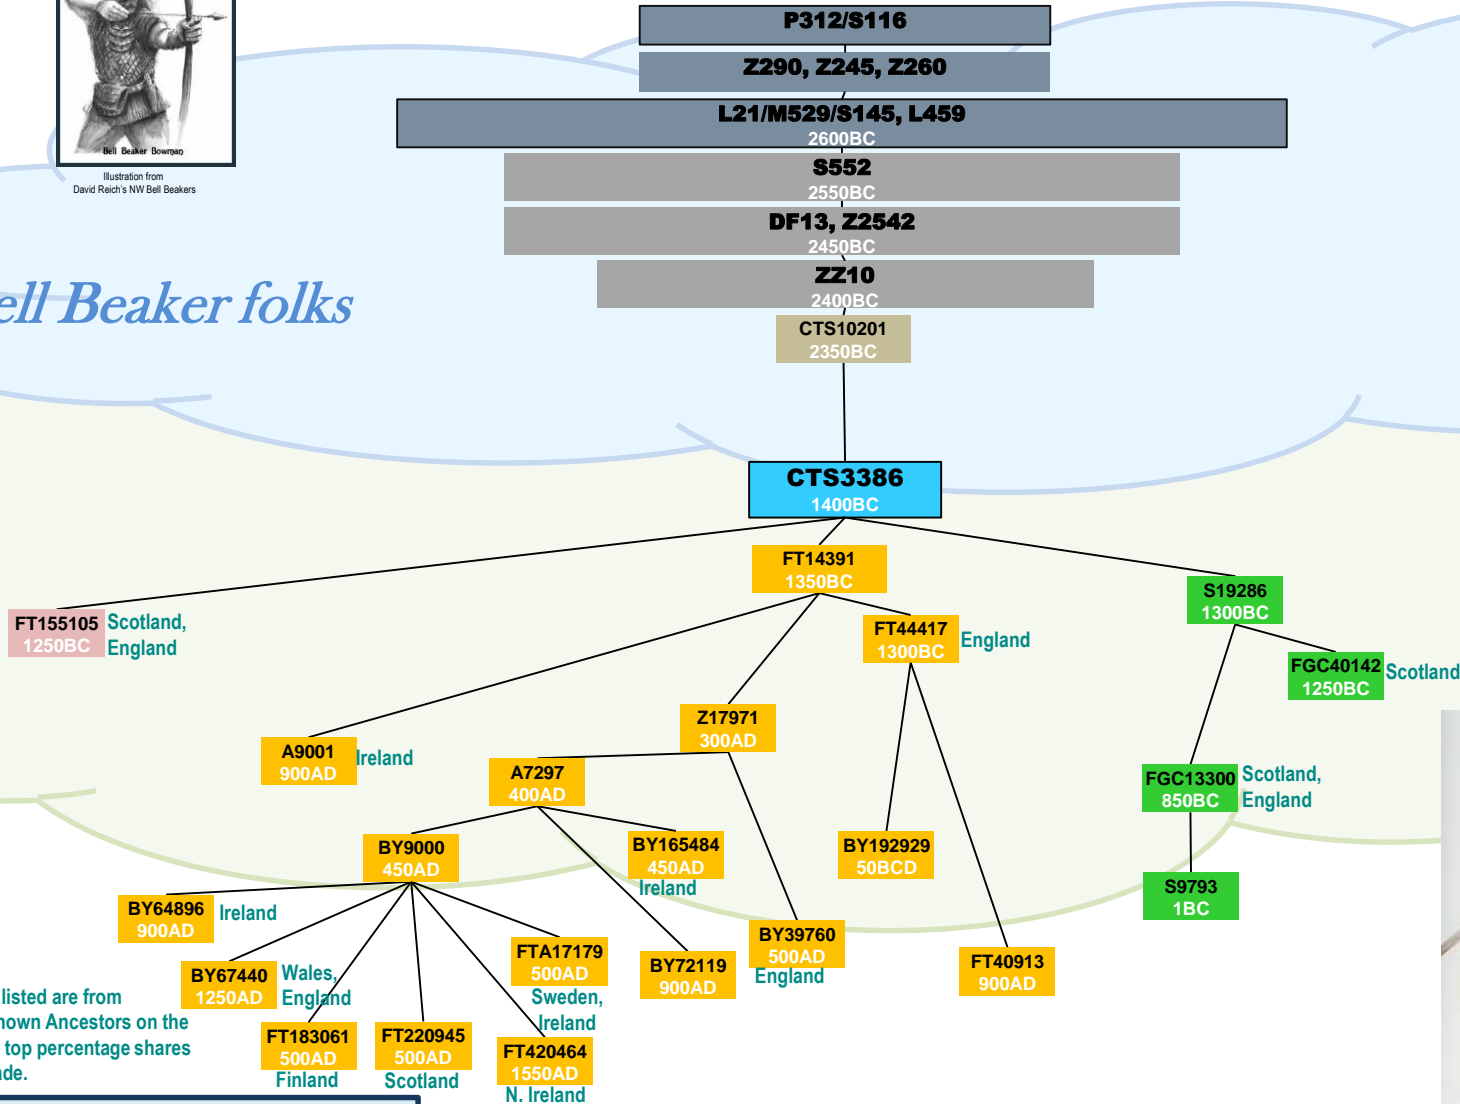 P312/S116
Z290, Z245, Z260
L21/M529/S145, L459
2600BC
Bell Beaker Bowman
Illustration from
David Reich's NW Bell Beakers
S552
2550BC
DF13, Z2542
2450BC
ZZ10
2400BC
ell Beaker folks
CTS10201
2350BC
CTS3386
1400BC
FT14391
1350BC
S19286
1300BC
FT155105
1250BC
Scotland,
England
FT44417
1300BC
England
FGC40142
1250BC
Scotland
Z17971
300AD
A9001
900AD
Ireland
A7297
400AD
FGC13300
850BC
Scotland,
England
BY9000
450AD
BY165484
450AD
Ireland
BY192929
50BCD
S9793
1BC
BY64896
900AD
Ireland
BY39760
500AD
England
FTA17179
500AD
Sweden,
Ireland
BY72119
900AD
FT40913
900AD
BY67440
1250AD
Wales,
England
listed are from
nown Ancestors on the
top percentage shares
ade.
FT183061
500AD
Finland
FT220945
500AD
Scotland
FT420464
1550AD
N. Ireland